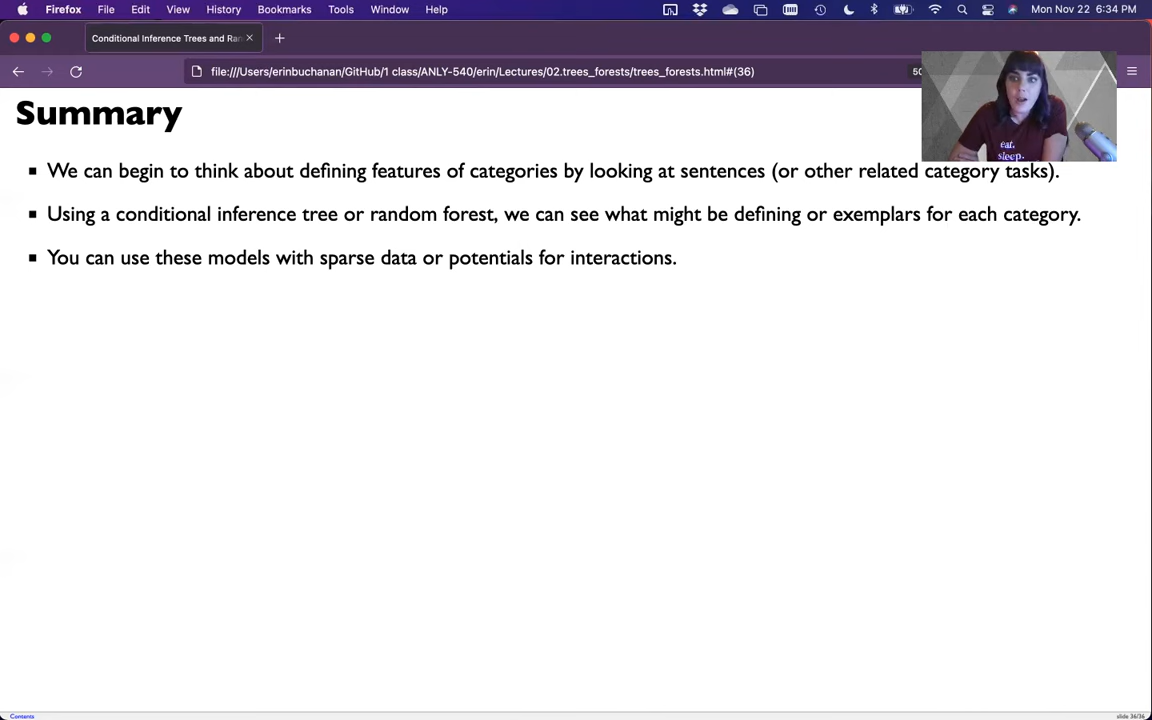 Firefox File Edit View History Bookmarks Tools Window Help Mon Nov 22 6:34 PM
Conditional Inference Trees and Ran
file:///Users/erinbuchanan/GitHub/1 class/ANLY-540/erin/Lectures/02.trees_forests/trees_forests.html#(36)
Summary
eat.
sleep.
We can begin to think about defining features of categories by looking at sentences (or other related category tasks).
Using a conditional inference tree or random forest, we can see what might be defining or exemplars for each category.
You can use these models with sparse data or potentials for interactions.
Contents
slide 36/36